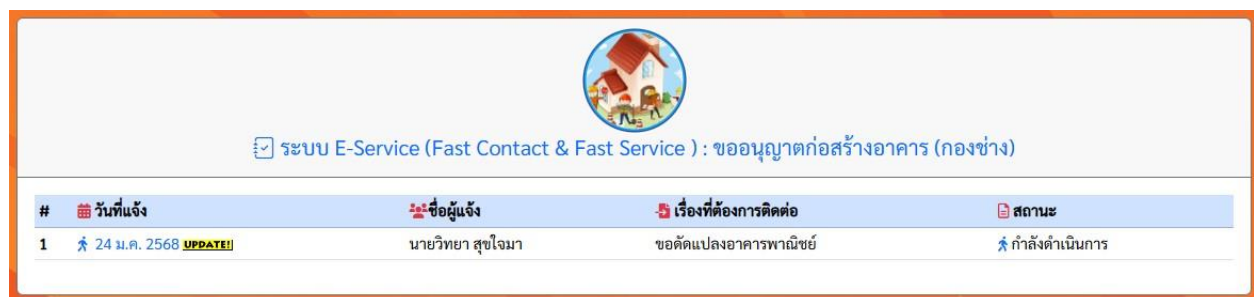 ระบบ E-Service (Fast Contact & Fast Service ) : ขออนุญาตก่อสร้างอาคาร (กองช่าง)
# วันที่แจ้ง ชื่อผู้แจ้ง เรื่องที่ต้องการติดต่อ สถานะ
1 24 ม.ค. 2568 UPDATE! นายวิทยา สุขใจมา ขอดัดแปลงอาคารพาณิชย์ กำลังดำเนินการ